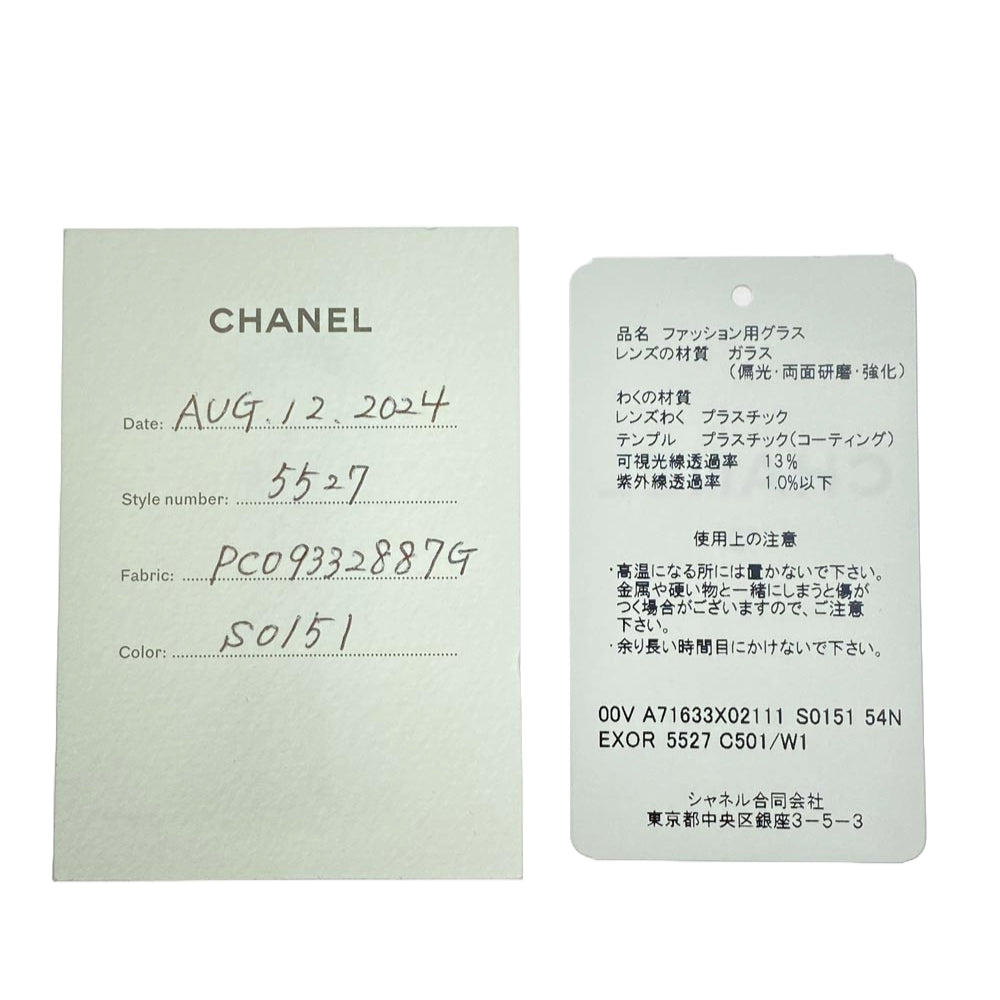 CHANEL
Date: AUG. 12. 2024
Style number: 5527
Fabric: PC09332887G
Color: S0151
品名 ファッション用グラス
レンズの材質 ガラス
(偏光・両面研磨・強化)
わくの材質
レンズわく プラスチック
テンプル プラスチック(コーティング)
可視光線透過率 13%
紫外線透過率 1.0%以下
使用上の注意
・高温になる所には置かないで下さい。
金属や硬い物と一緒にしまうと傷が
つく場合がございますので、ご注意
下さい。
・余り長い時間目にかけないで下さい。
00V A71633X02111 S0151 54N
EXOR 5527 C501/W1
シャネル合同会社
東京都中央区銀座3-5-3